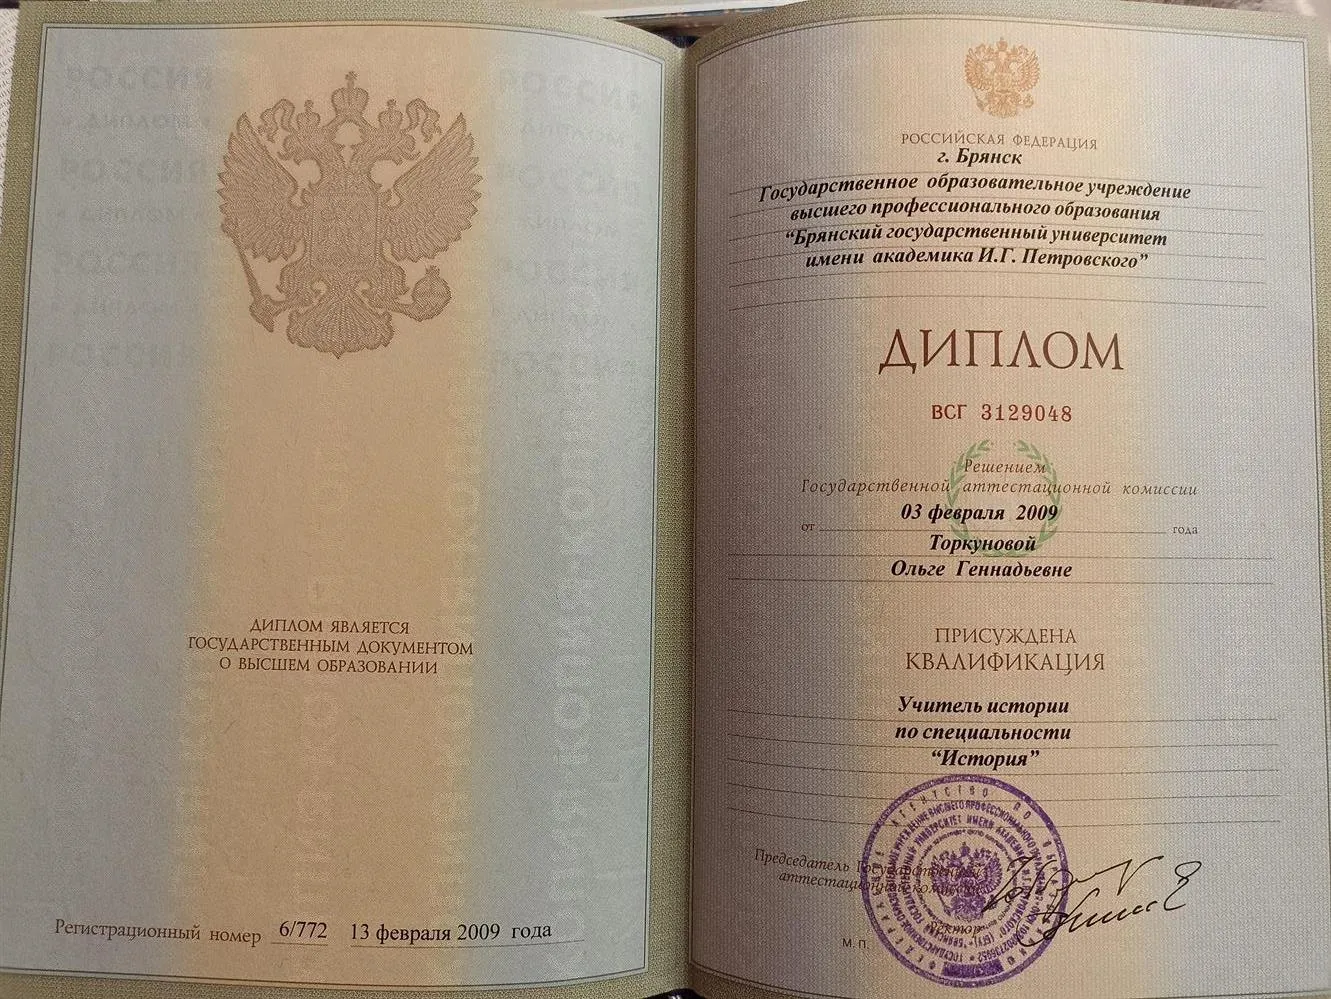 ДИПЛОМ ЯВЛЯЕТСЯ
ГОСУДАРСТВЕННЫМ ДОКУМЕНТОМ
О ВЫСШЕМ ОБРАЗОВАНИИ
Регистрационный номер 6/772 13 февраля 2009 года
РОССИЙСКАЯ ФЕДЕРАЦИЯ
г. Брянск
Государственное образовательное учреждение
высшего профессионального образования
“Брянский государственный университет
имени академика И.Г. Петровского”
ДИПЛОМ
ВСГ 3129048
Решением
Государственной аттестационной комиссии
от 03 февраля 2009 года
Торкуновой
Ольге Геннадьевне
ПРИСУЖДЕНА
КВАЛИФИКАЦИЯ
Учитель истории
по специальности
“История”
Председатель Государственной
аттестационной комиссии
Ректор
М.П.